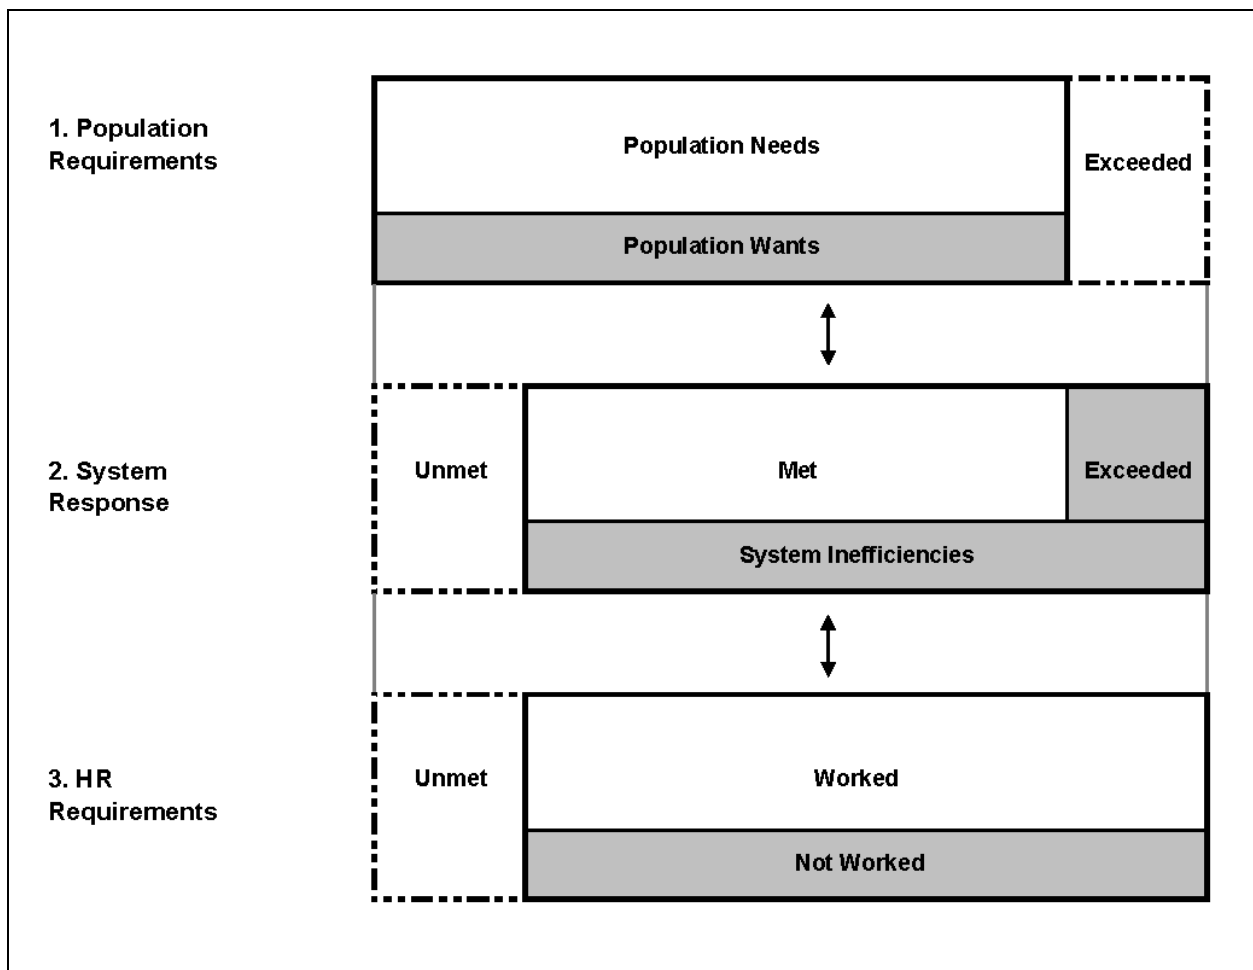 1. Population
Requirements
Population Needs
Exceeded
Population Wants
2. System
Response
Unmet
Met
Exceeded
System Inefficiencies
3. HR
Requirements
Unmet
Worked
Not Worked